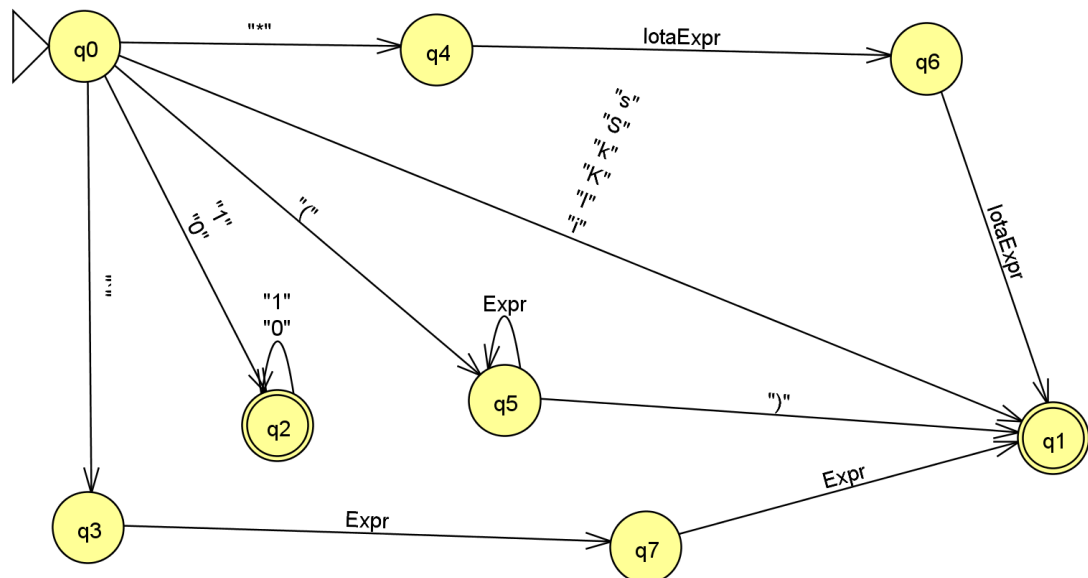 q0
"*"
q4
IotaExpr
q6
"s"
"S"
"k"
"K"
"I"
"i"
"1"
"0"
"("
IotaExpr
Expr
"1"
"0"
q2
q5
")"
q1
q3
Expr
q7
Expr